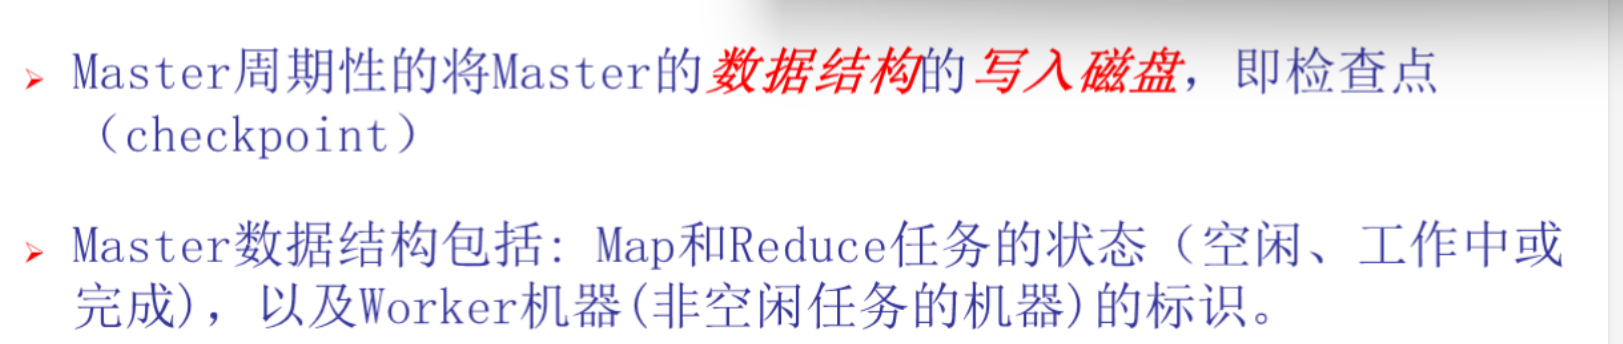 Master周期性的将Master的数据结构的写入磁盘，即检查点
（checkpoint）
Master数据结构包括: Map和Reduce任务的状态（空闲、工作中或
完成)，以及Worker机器(非空闲任务的机器)的标识。